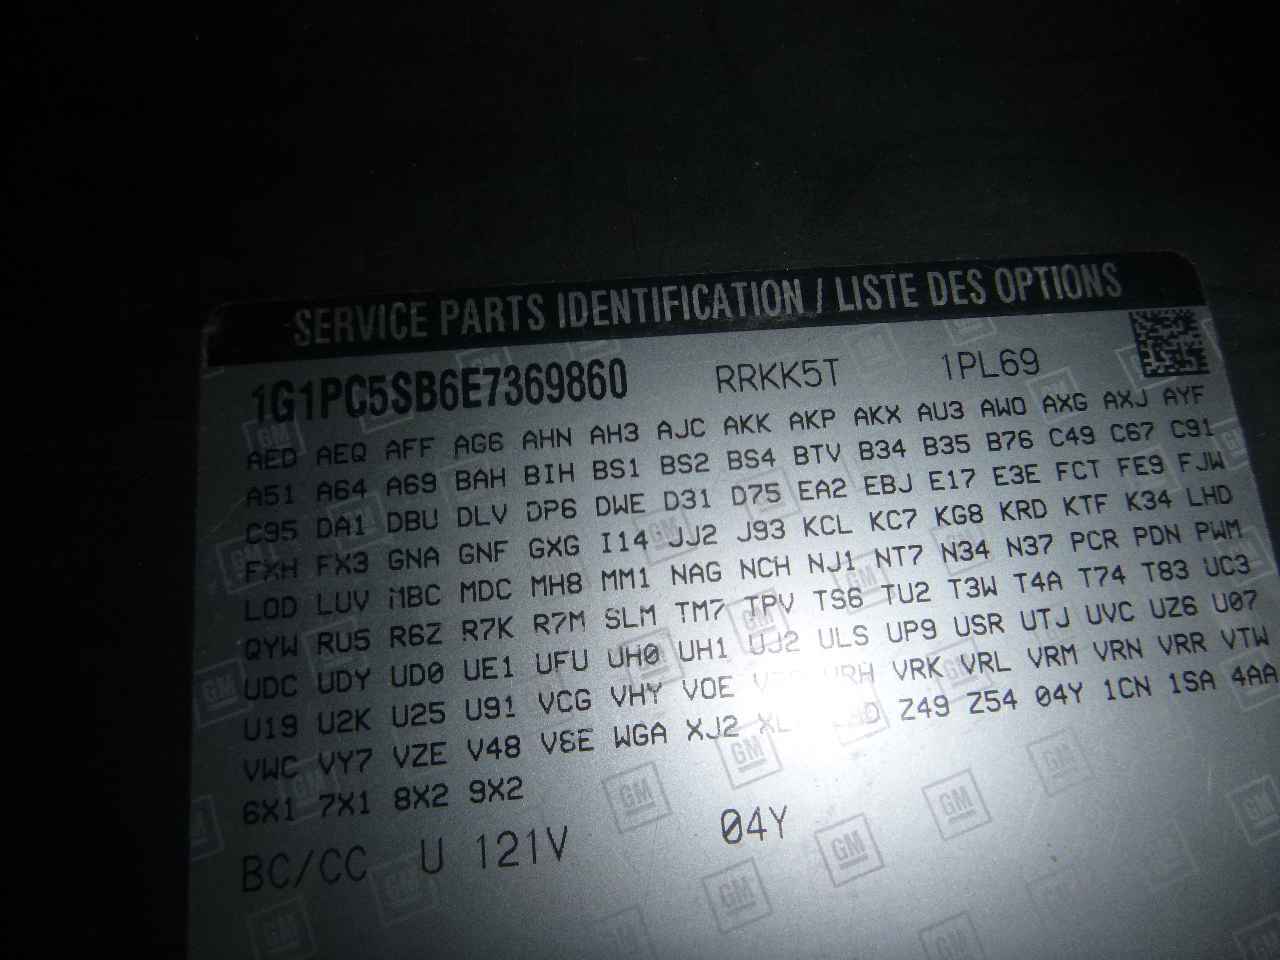 SERVICE PARTS IDENTIFICATION / LISTE DES OPTIONS
1G1PC5SB6E7369860 RRKK5T 1PL69
AED AEQ AFF AG6 AHN AH3 AJC AKK AKP AKX AU3 AWO AXG AXJ AYF
A51 A64 A69 BAH BIH BS1 BS2 BS4 BTV B34 B35 B76 C49 C67 C91
C95 DA1 DBU DLV DP6 DWE D31 D75 EA2 EBJ E17 E3E FCT FE9 FJW
FXH FX3 GNA GNF GXG I14 JJ2 J93 KCL KC7 KG8 KRD KTF K34 LHD
LOD LUV MBC MDC MH8 MM1 NAG NCH NJ1 NT7 N34 N37 PCR PDN PWM
QYW RU5 R6Z R7K R7M SLM TM7 TPV TS6 TU2 T3W T4A T74 T83 UC3
UDC UDY UD0 UE1 UFU UH0 UH1 UJ2 ULS UP9 USR UTJ UVC UZ6 U07
U19 U2K U25 U91 VCG VHY VOE VRH VRK VRL VRM VRN VRR VTW
VWC VY7 VZE V48 V8E WGA XJ2 Z49 Z54 04Y 1CN 1SA 4AA
6X1 7X1 8X2 9X2
BC/CC U 121V 04Y